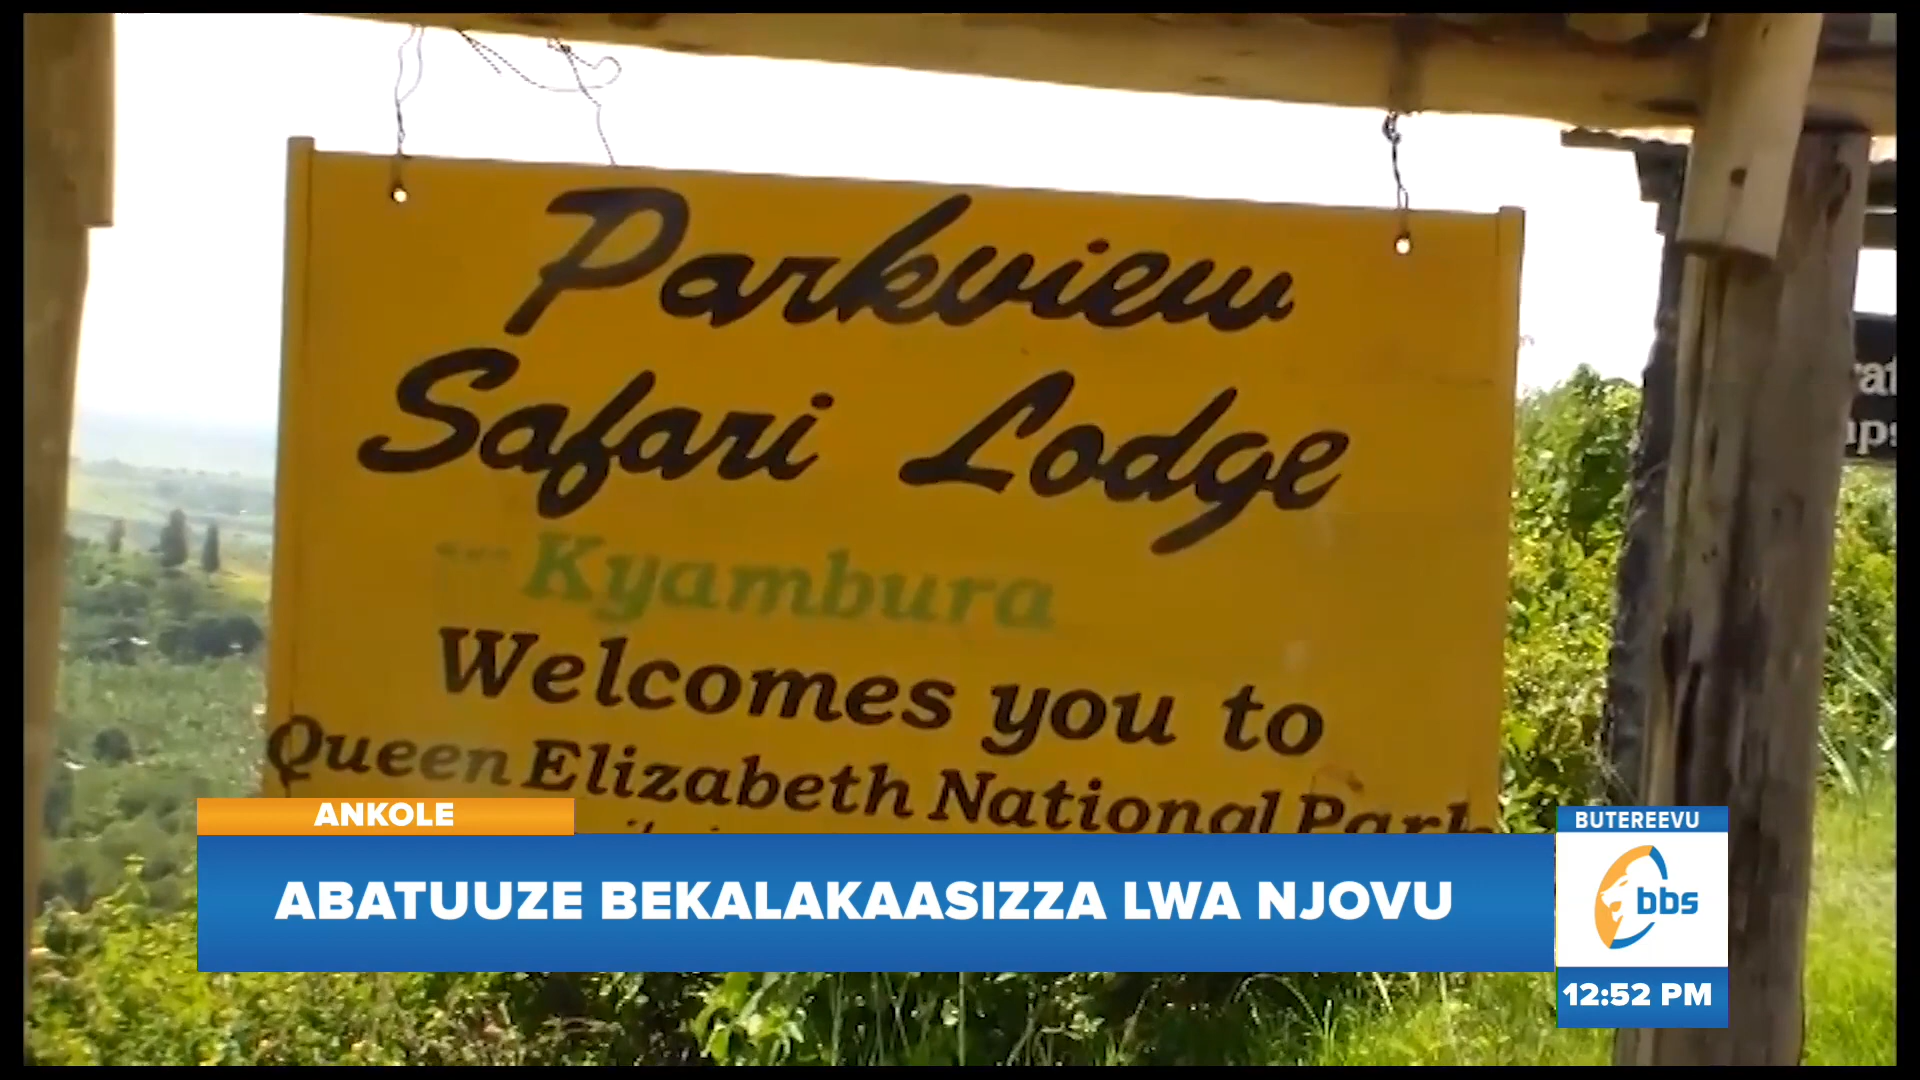 Parkview
Safari Lodge
Kyambura
Welcomes you to
Queen Elizabeth National Park
ANKOLE
ABATUUZE BEKALAKAASIZZA LWA NJOVU
BUTEREEVU
bbs
12:52 PM